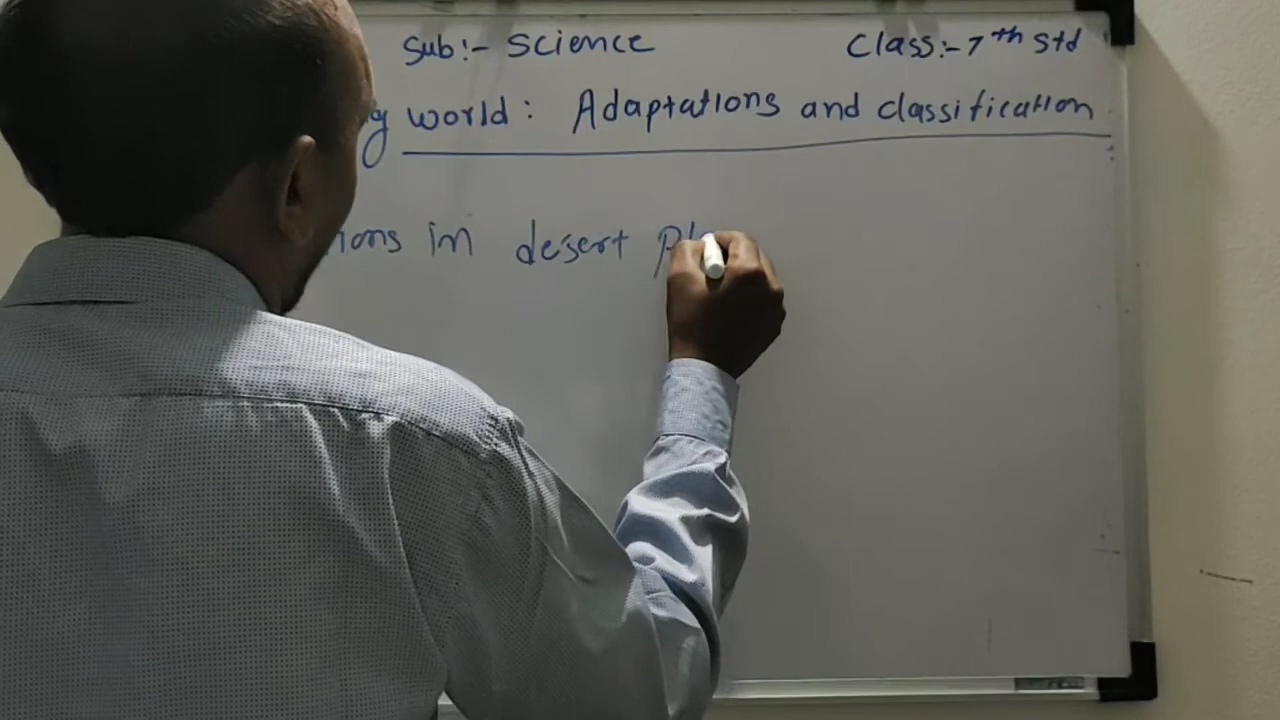 Sub:- Science Class:- 7th std
world: Adaptations and classification
in desert